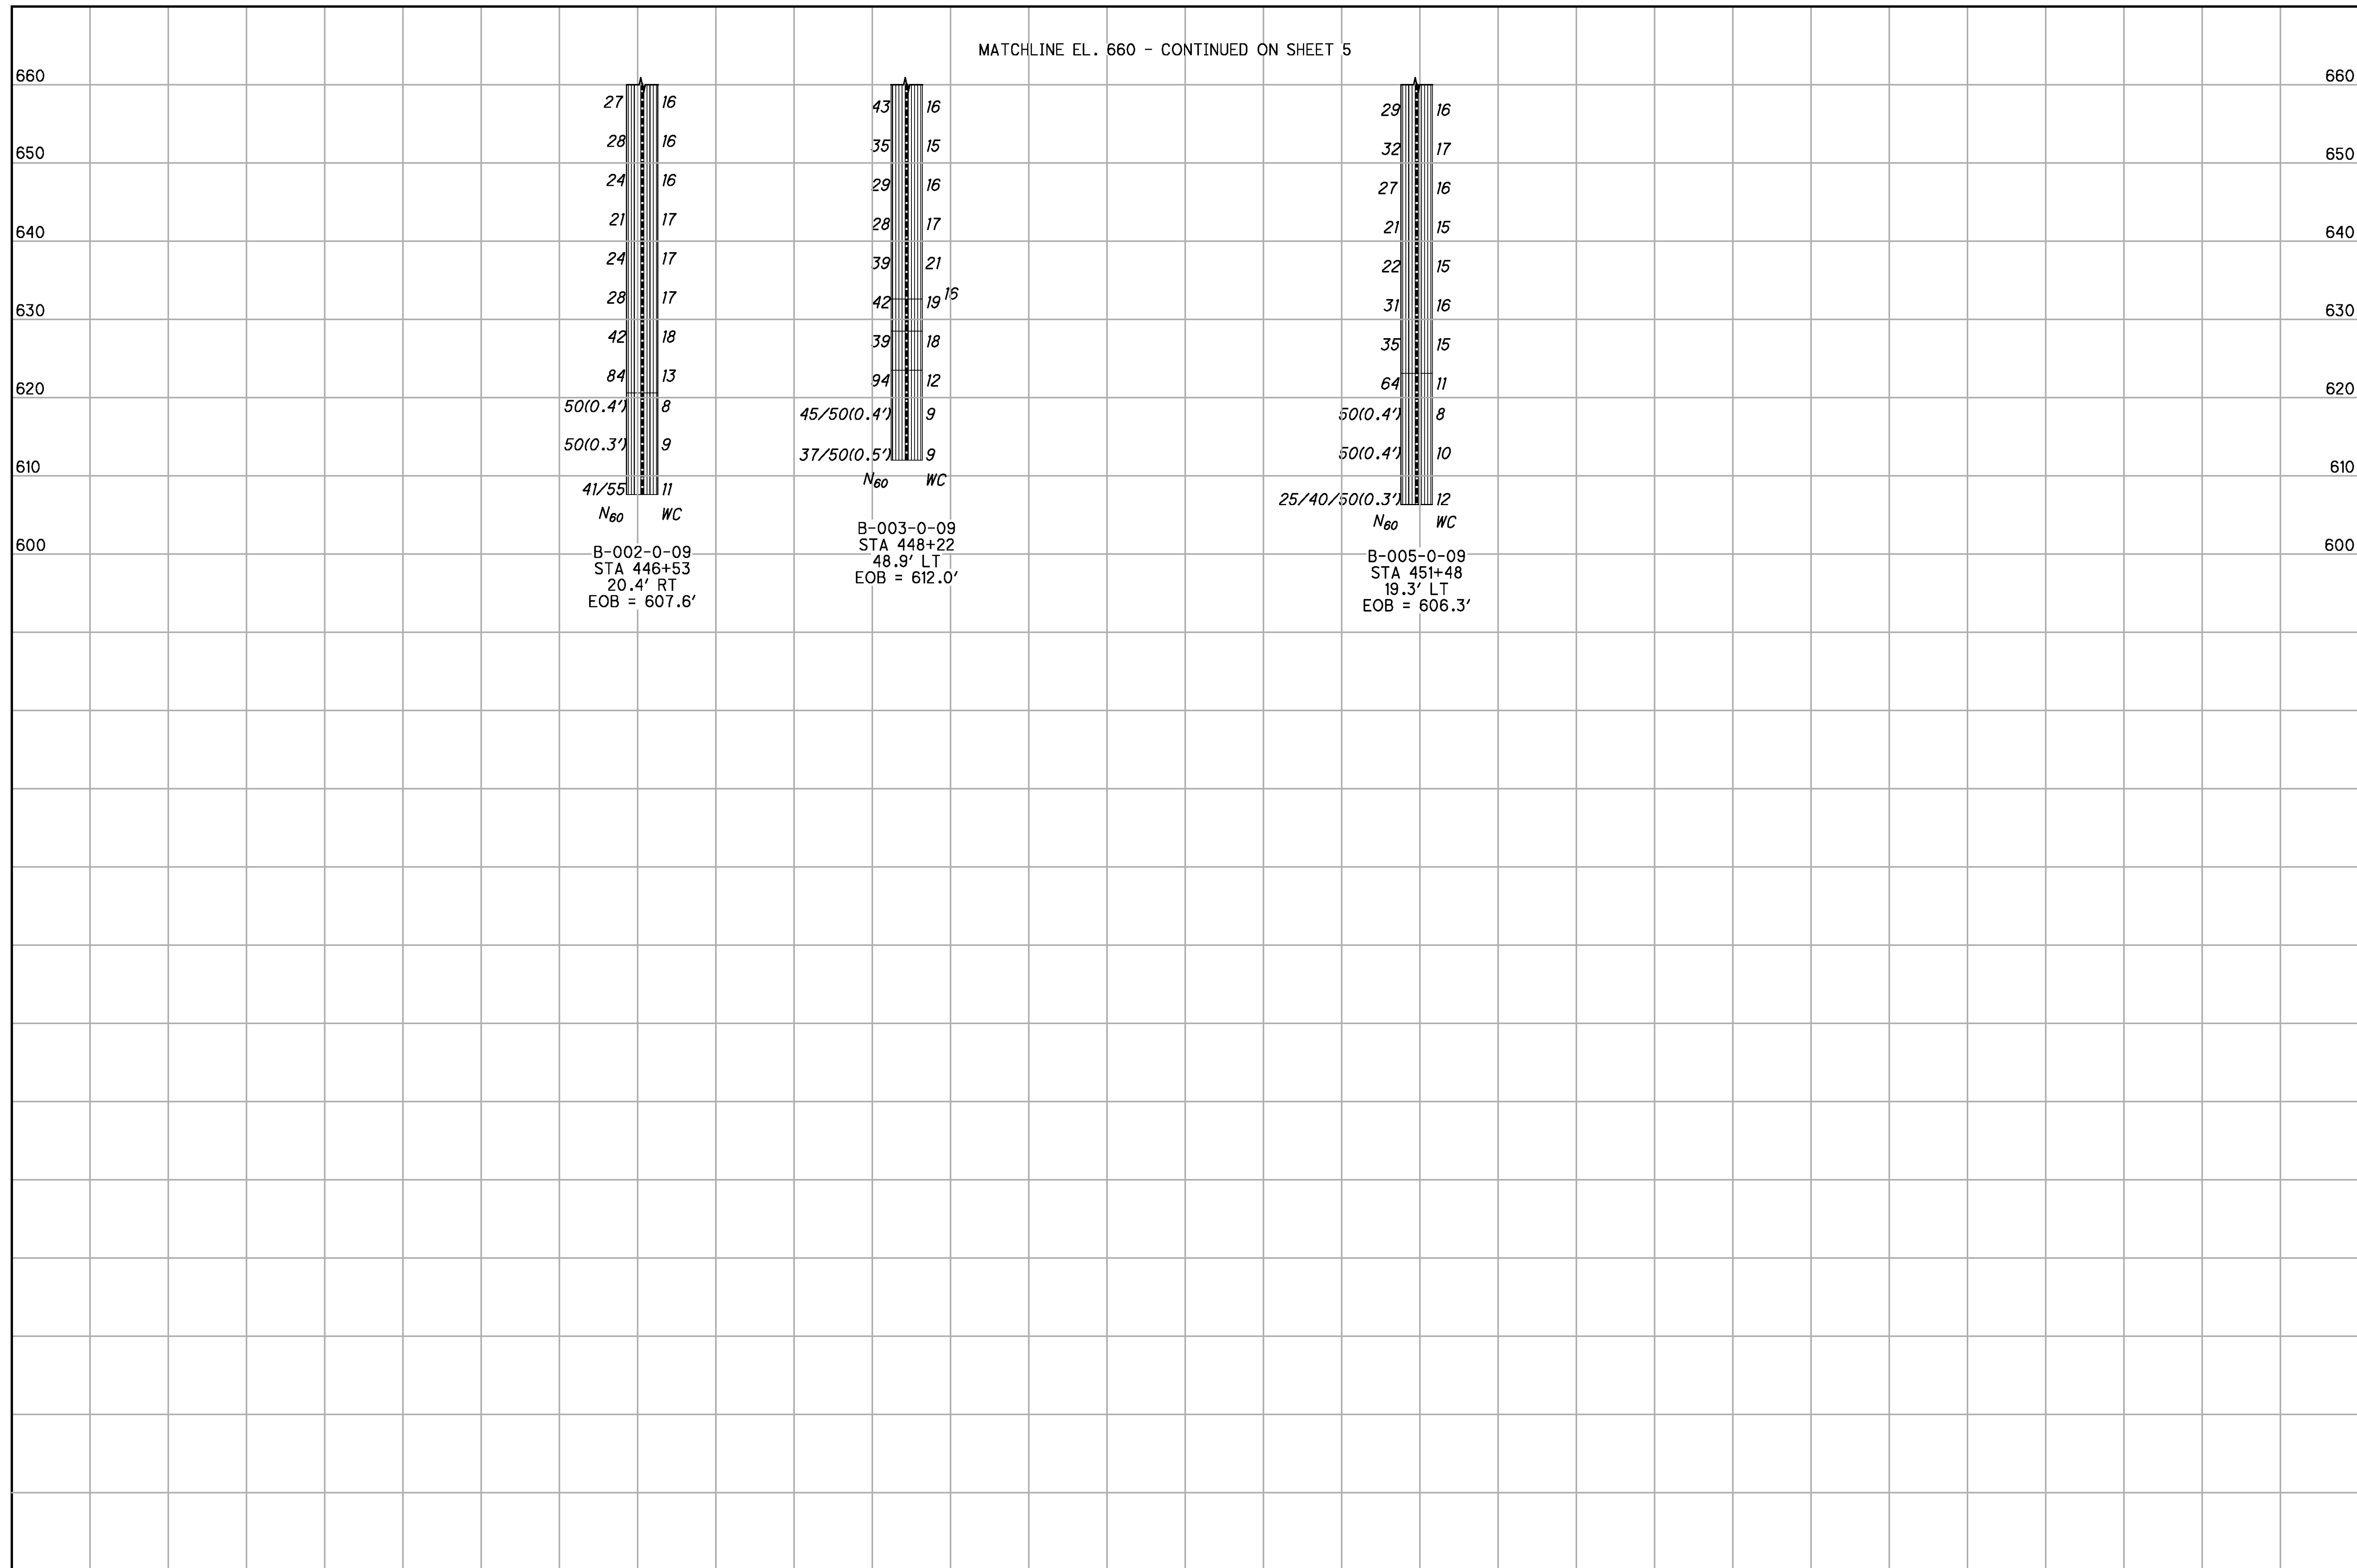 MATCHLINE EL. 660 - CONTINUED ON SHEET 5
660 660
27 16
43 16
29 16
28 16
35 15
32 17
650 650
24 16
29 16
27 16
21 17
28 17
21 15
640 640
24 17
39 21
22 15
28 17
42 19 16
31 16
630 630
42 18
39 18
35 15
84 13
94 12
64 11
620 620
50(0.4') 8
45/50(0.4') 9
50(0.4') 8
50(0.3') 9
37/50(0.5') 9
50(0.4') 10
610 610
41/55 11
N60 WC
25/40/50(0.3') 12
N60 WC
N60 WC
600 600
B-002-0-09
STA 446+53
20.4' RT
EOB = 607.6'
B-003-0-09
STA 448+22
48.9' LT
EOB = 612.0'
B-005-0-09
STA 451+48
19.3' LT
EOB = 606.3'